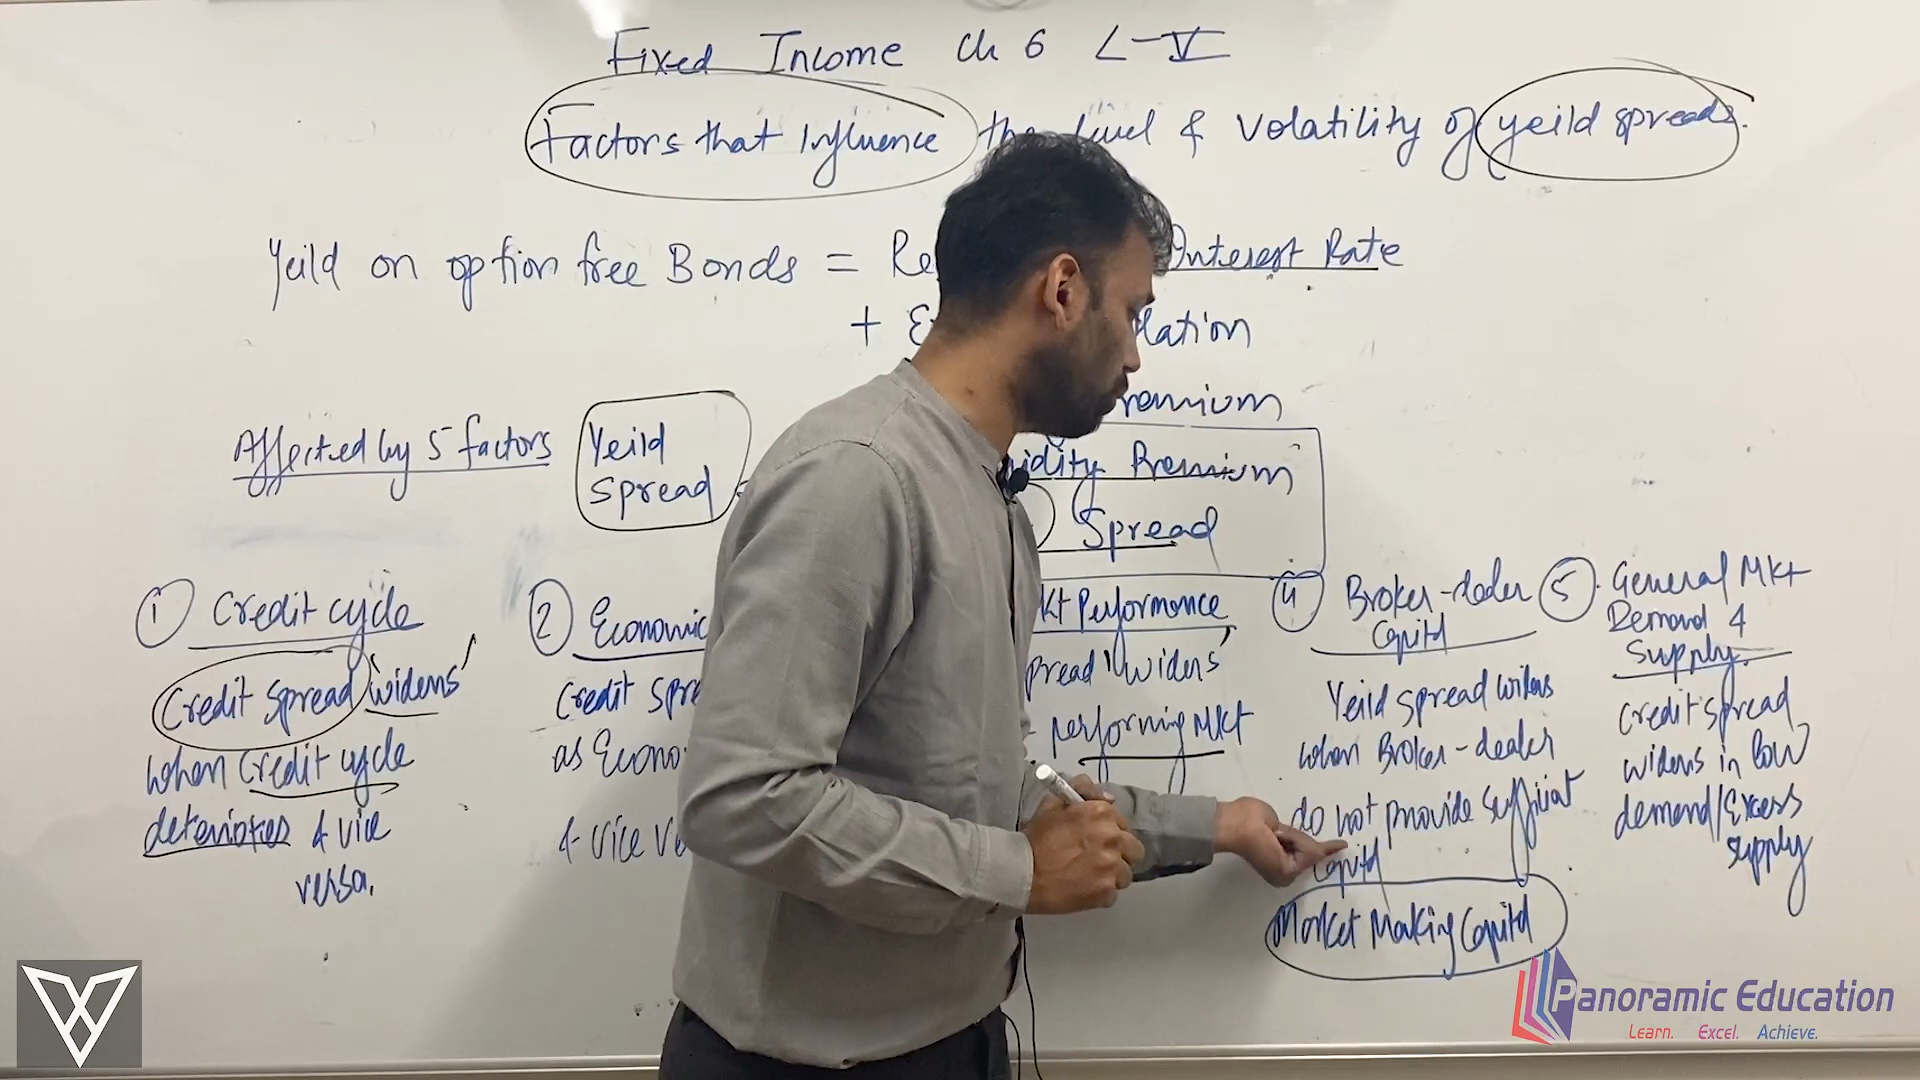 Fixed Income Ch 6 L-V
Factors that Influence the level & volatility of yeild spreads.
Yeild on option free Bonds = Re Interest Rate
+ E lation
remium
Affected by 5 factors Yeild
Spread =
idity Premium
Spread
① Credit cycle
Credit Spread "widens"
when Credit cycle
deteriorties & vice
versa.
② Economic
Credit Spre
as Econo
& vice ve
kt Performance
pread "widens"
performing Mkt
④ Broker-dealer
Capital
Yeild spread widens
when Broker-dealer
do not provide Sufficient
Capital
Market Making Capital
⑤ General Mkt
Demand &
Supply.
Credit spread
widens in low
demand/Excess
supply
Panoramic Education
Learn. Excel. Achieve.